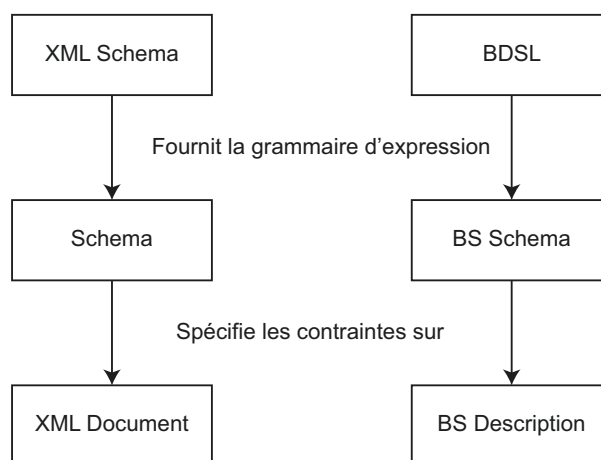 XML Schema
BDSL
Fournit la grammaire d’expression
Schema
BS Schema
Spécifie les contraintes sur
XML Document
BS Description